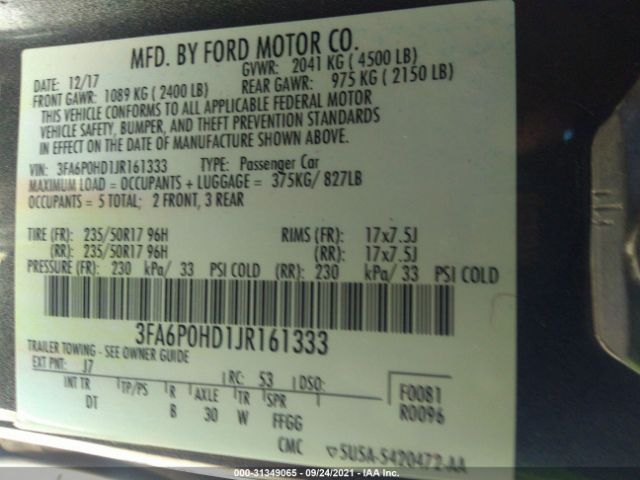 MFD. BY FORD MOTOR CO.
DATE: 12/17 GVWR: 2041 KG ( 4500 LB)
FRONT GAWR: 1089 KG ( 2400 LB) REAR GAWR: 975 KG ( 2150 LB)
THIS VEHICLE CONFORMS TO ALL APPLICABLE FEDERAL MOTOR
VEHICLE SAFETY, BUMPER, AND THEFT PREVENTION STANDARDS
IN EFFECT ON THE DATE OF MANUFACTURE SHOWN ABOVE.
VIN: 3FA6P0HD1JR161333 TYPE: Passenger Car
MAXIMUM LOAD = OCCUPANTS + LUGGAGE = 375KG/ 827LB
OCCUPANTS = 5 TOTAL; 2 FRONT, 3 REAR
TIRE (FR): 235/50R17 96H RIMS (FR): 17x7.5J
(RR): 235/50R17 96H (RR): 17x7.5J
PRESSURE (FR): 230 kPa/ 33 PSI COLD (RR): 230 kPa/ 33 PSI COLD
3FA6P0HD1JR161333
TRAILER TOWING - SEE OWNER GUIDE
EXT PNT: J7 RC: 53 DSO: F0081
INT TR TP/PS R AXLE TR SPR R0096
DT B 30 W FFGG
CMC ▽5U5A-5420472-AA
000-31349065 - 09/24/2021 - IAA Inc.